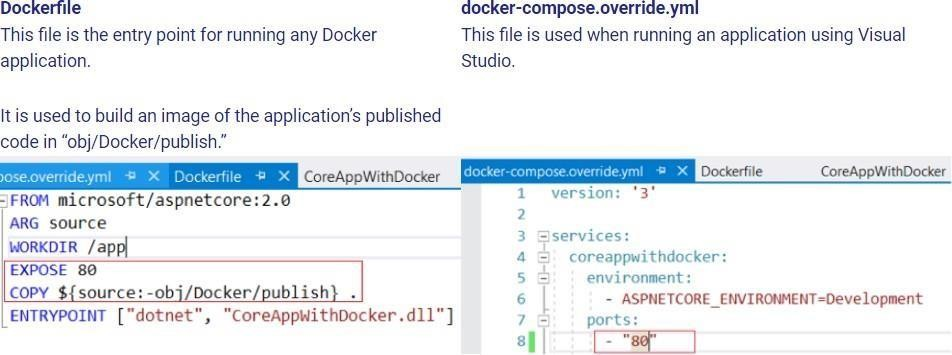 Dockerfile
This file is the entry point for running any Docker
application.
It is used to build an image of the application’s published
code in “obj/Docker/publish.”
pose.override.yml Dockerfile CoreAppWithDocker
FROM microsoft/aspnetcore:2.0
ARG source
WORKDIR /app
EXPOSE 80
COPY ${source:-obj/Docker/publish} .
ENTRYPOINT ["dotnet", "CoreAppWithDocker.dll"]
docker-compose.override.yml
This file is used when running an application using Visual
Studio.
docker-compose.override.yml Dockerfile CoreAppWithDocker
1 version: '3'
2
3 services:
4 coreappwithdocker:
5 environment:
6 - ASPNETCORE_ENVIRONMENT=Development
7 ports:
8 - "80"